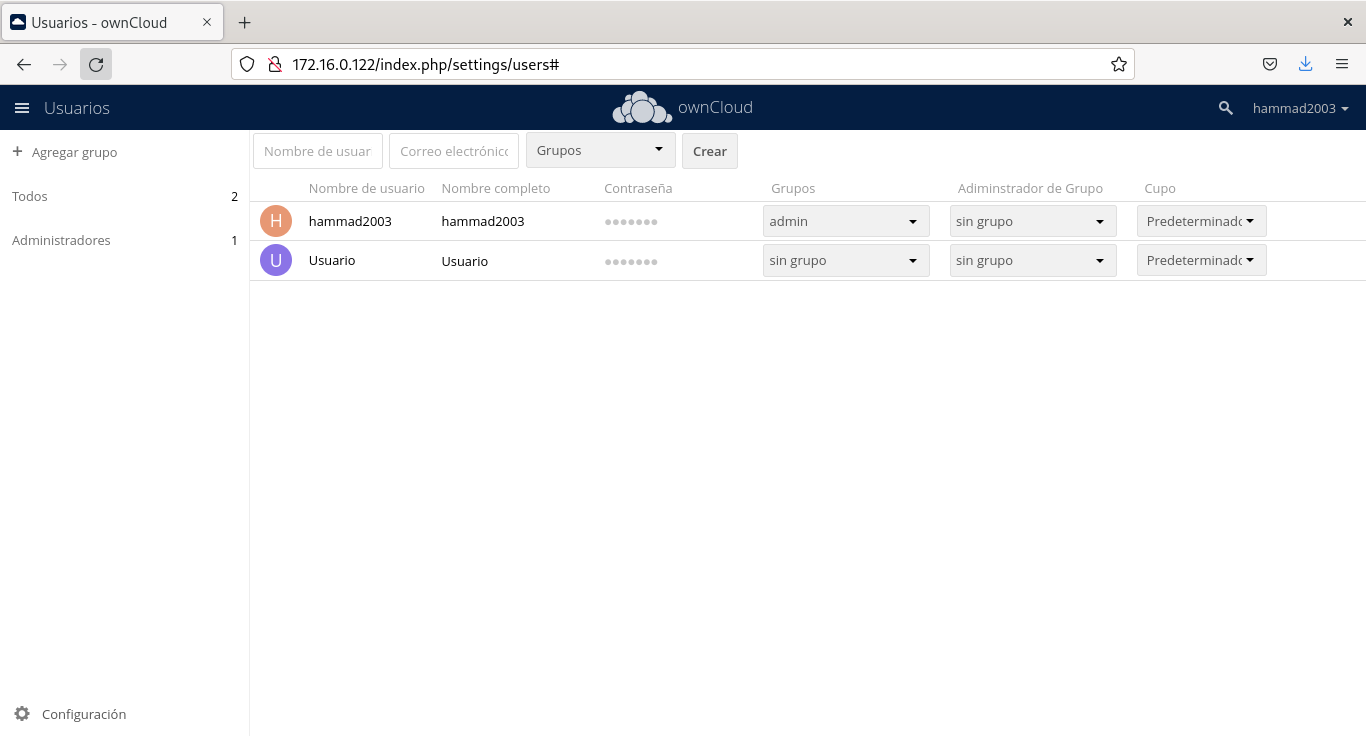 Usuarios - ownCloud
172.16.0.122/index.php/settings/users#
Usuarios
ownCloud
hammad2003
+ Agregar grupo
Todos 2
Administradores 1
Nombre de usuar Correo electrónic Grupos Crear
Nombre de usuario Nombre completo Contraseña Grupos Adminstrador de Grupo Cupo
H hammad2003 hammad2003 ●●●●●●● admin sin grupo Predeterminado
U Usuario Usuario ●●●●●●● sin grupo sin grupo Predeterminado
Configuración